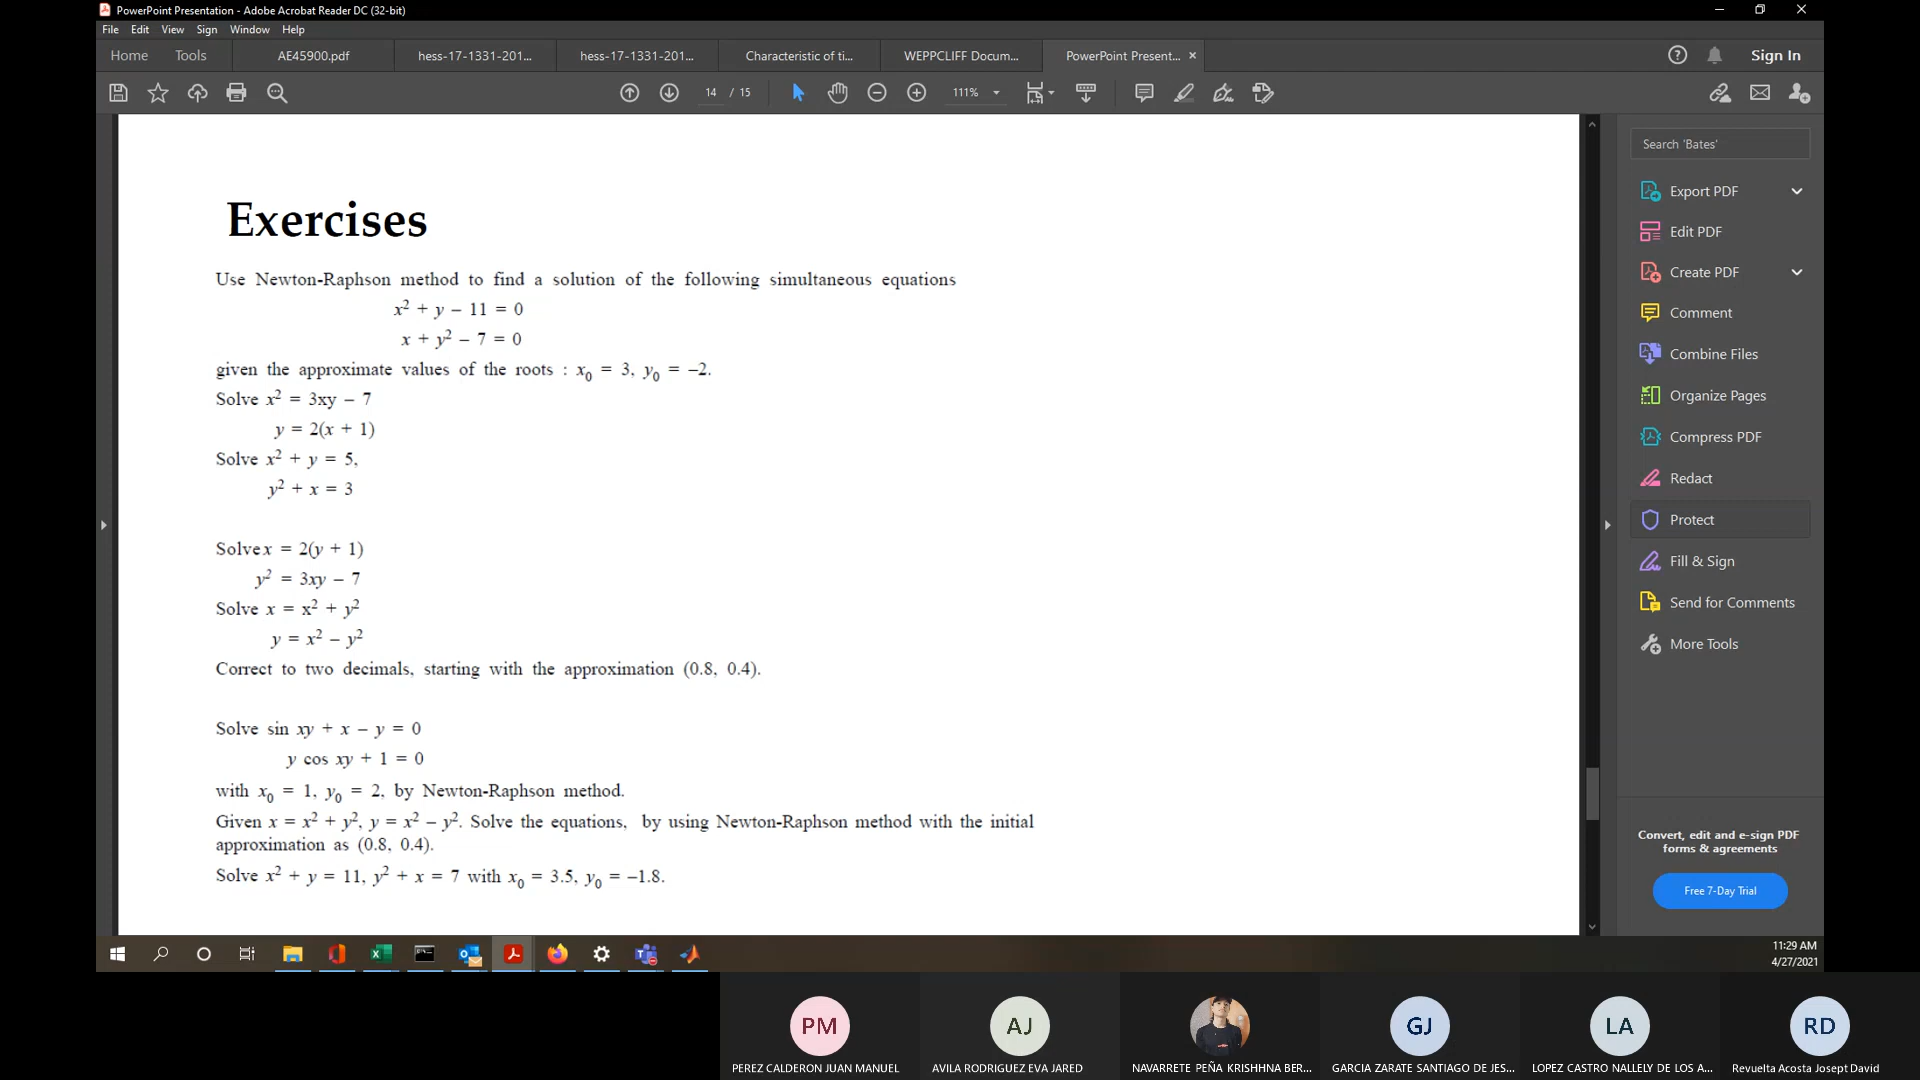 PowerPoint Presentation - Adobe Acrobat Reader DC (32-bit)
File Edit View Sign Window Help
Home Tools AE45900.pdf hess-17-1331-201... hess-17-1331-201... Characteristic of ti... WEPPCLIFF Docum... PowerPoint Present... × Sign In
14 / 15 111%
Search 'Bates'
Export PDF
Edit PDF
Create PDF
Comment
Combine Files
Organize Pages
Compress PDF
Redact
Protect
Fill & Sign
Send for Comments
More Tools
Convert, edit and e-sign PDF
forms & agreements
Free 7-Day Trial
Exercises
Use Newton-Raphson method to find a solution of the following simultaneous equations
x² + y – 11 = 0
x + y² – 7 = 0
given the approximate values of the roots : x₀ = 3, y₀ = –2.
Solve x² = 3xy – 7
y = 2(x + 1)
Solve x² + y = 5,
y² + x = 3
Solve x = 2(y + 1)
y² = 3xy – 7
Solve x = x² + y²
y = x² – y²
Correct to two decimals, starting with the approximation (0.8, 0.4).
Solve sin xy + x – y = 0
y cos xy + 1 = 0
with x₀ = 1, y₀ = 2, by Newton-Raphson method.
Given x = x² + y², y = x² – y². Solve the equations, by using Newton-Raphson method with the initial
approximation as (0.8, 0.4).
Solve x² + y = 11, y² + x = 7 with x₀ = 3.5, y₀ = –1.8.
11:29 AM
4/27/2021
PM AJ GJ LA RD
PEREZ CALDERON JUAN MANUEL AVILA RODRIGUEZ EVA JARED NAVARRETE PEÑA KRISHHNA BER... GARCIA ZARATE SANTIAGO DE JES... LOPEZ CASTRO NALLELY DE LOS A... Revuelta Acosta Josept David